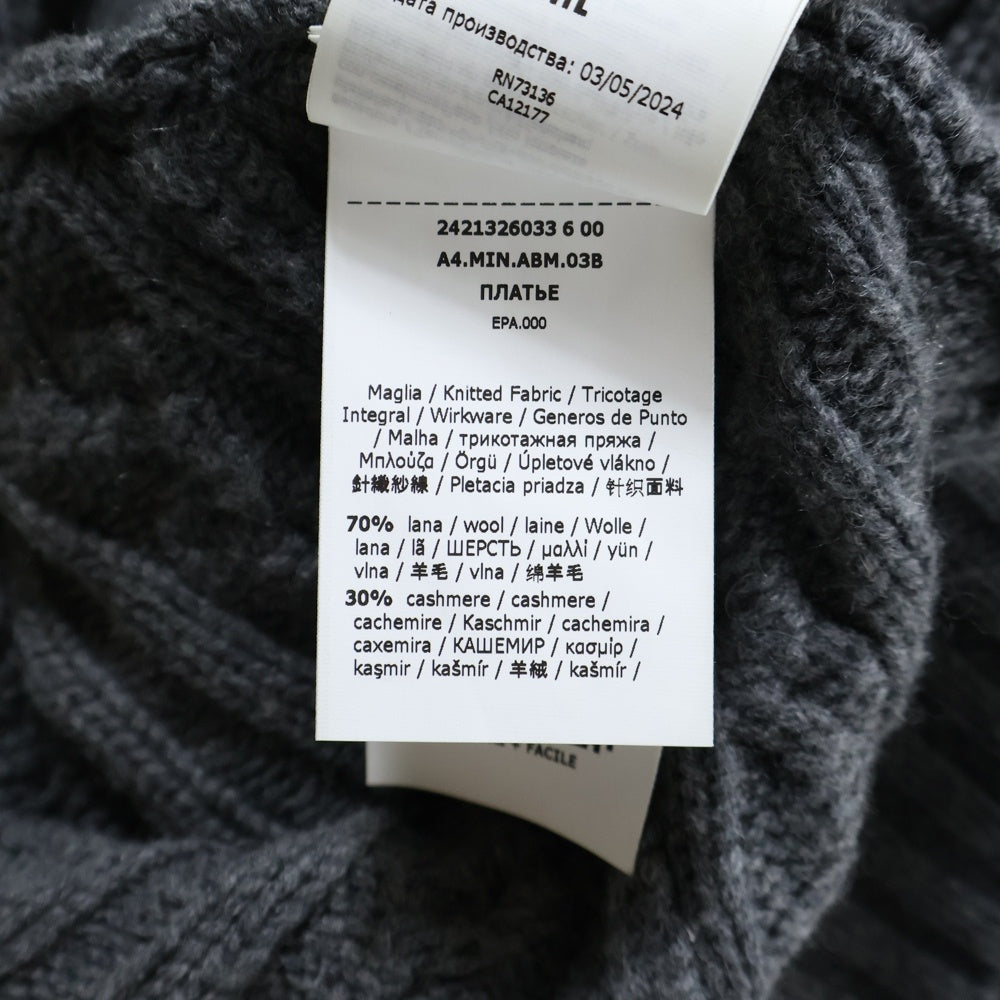 дата производства: 03/05/2024
RN73136
CA12177
2421326033 6 00
A4.MIN.ABM.03B
ПЛАТЬЕ
EPA.000
Maglia / Knitted Fabric / Tricotage
Integral / Wirkware / Generos de Punto
/ Malha / трикотажная пряжа /
Μπλούζα / Örgü / Úpletové vlákno /
針織紗線 / Pletacia priadza / 针织面料
70% lana / wool / laine / Wolle /
lana / lã / ШЕРСТЬ / μαλλί / yün /
vlna / 羊毛 / vlna / 绵羊毛
30% cashmere / cashmere /
cachemire / Kaschmir / cachemira /
caxemira / КАШЕМИР / κασμίρ /
kaşmir / kašmír / 羊絨 / kašmír /
+ FACILE